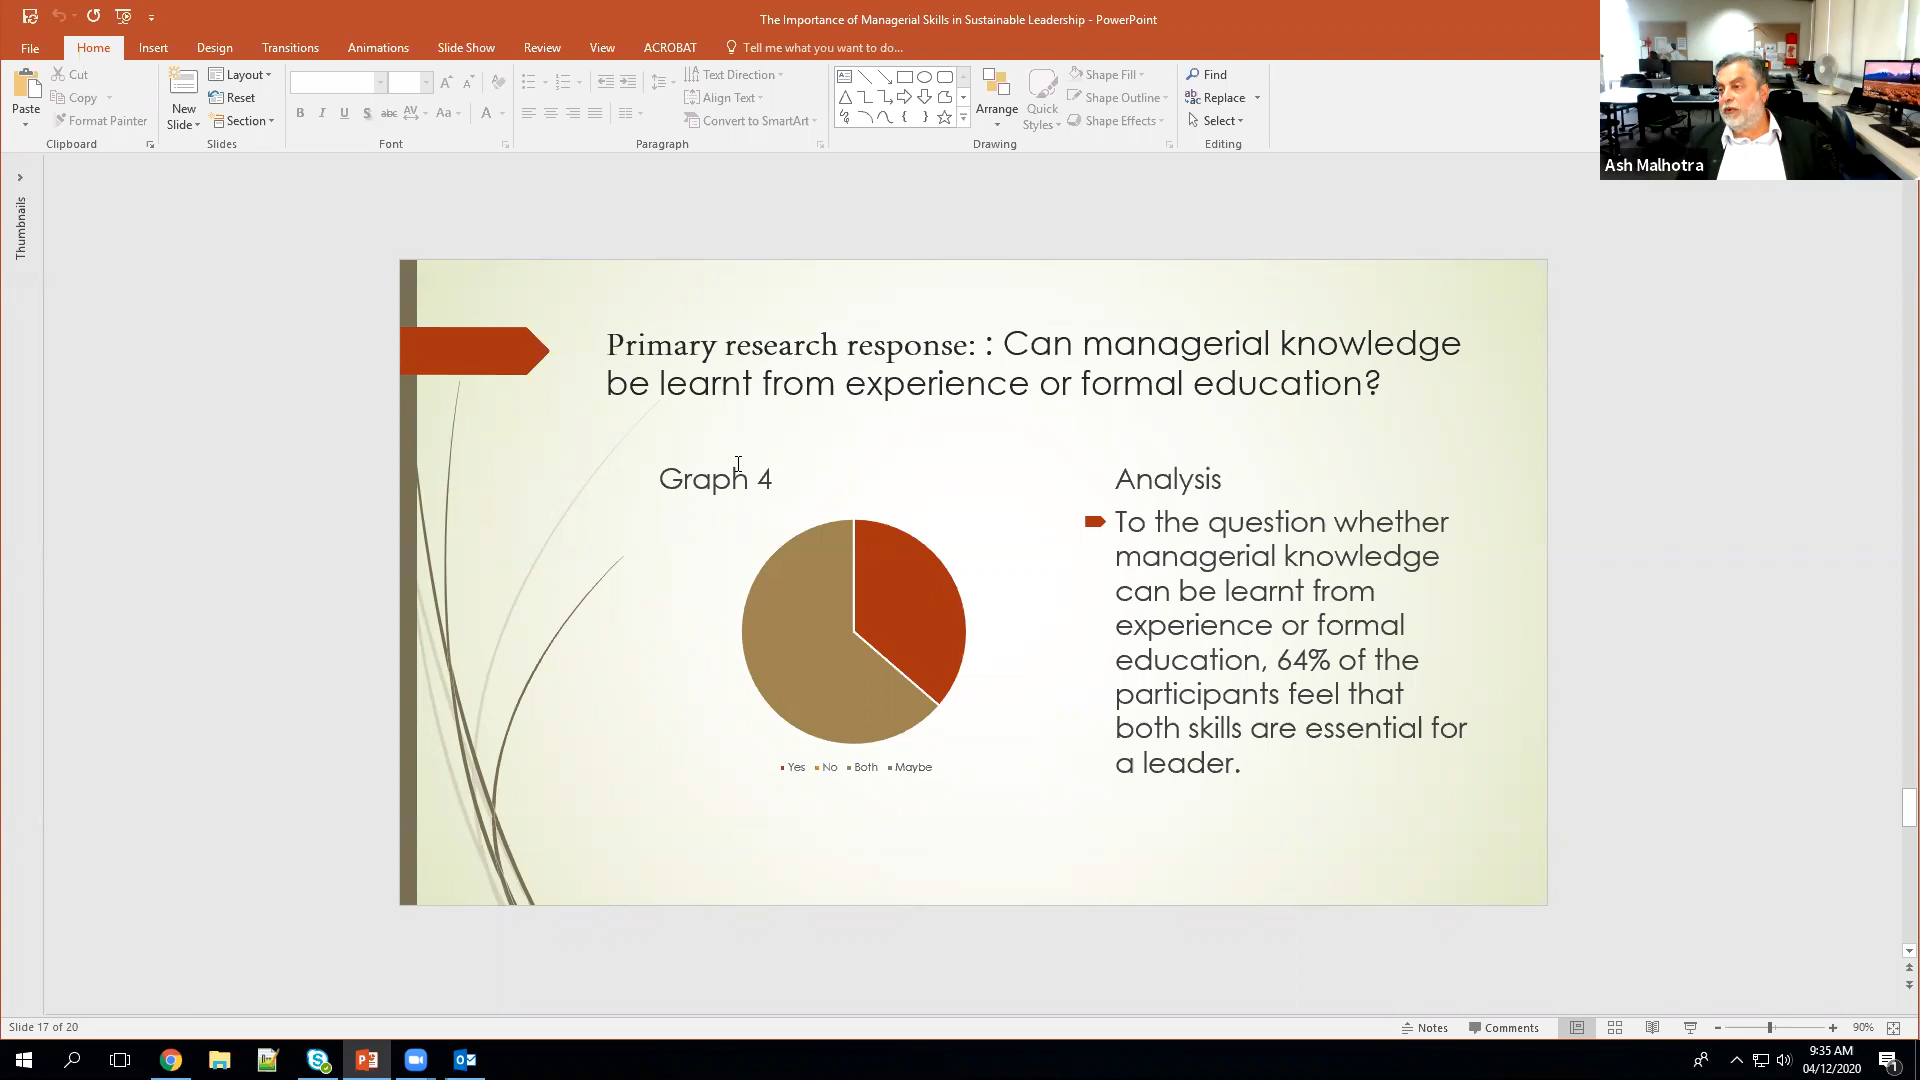 The Importance of Managerial Skills in Sustainable Leadership - PowerPoint
File Home Insert Design Transitions Animations Slide Show Review View ACROBAT Tell me what you want to do...
Paste
Cut
Copy
Format Painter
Clipboard
New
Slide
Layout
Reset
Section
Slides
Font
Text Direction
Align Text
Convert to SmartArt
Paragraph
Arrange
Quick
Styles
Shape Fill
Shape Outline
Shape Effects
Drawing
Find
Replace
Select
Editing
Ash Malhotra
Thumbnails
Primary research response: : Can managerial knowledge
be learnt from experience or formal education?
Graph 4
Yes No Both Maybe
Analysis
To the question whether
managerial knowledge
can be learnt from
experience or formal
education, 64% of the
participants feel that
both skills are essential for
a leader.
Slide 17 of 20
Notes Comments 90%
9:35 AM
04/12/2020